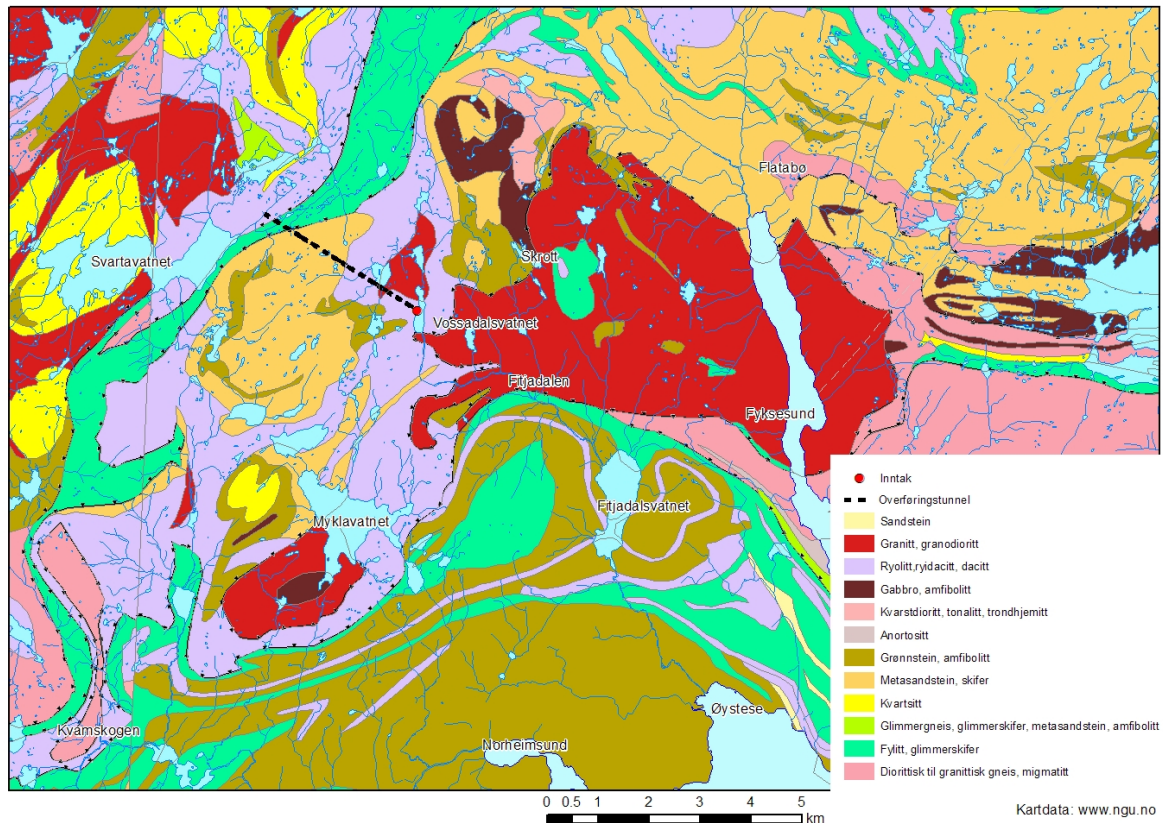 Flatabø
Skrott
Svartavatnet
Vossadalsvatnet
Fitjadalen
Fyksesund
Fitjadalsvatnet
Myklavatnet
Øystese
Kvamskogen
Norheimsund
Inntak
Overføringstunnel
Sandstein
Granitt, granodioritt
Ryolitt,ryidacitt, dacitt
Gabbro, amfibolitt
Kvartsdioritt, tonalitt, trondhjemitt
Anortositt
Grønnstein, amfibolitt
Metasandstein, skifer
Kvartsitt
Glimmergneis, glimmerskifer, metasandstein, amfibolitt
Fylitt, glimmerskifer
Diorittisk til granittisk gneis, migmatitt
0 0.5 1 2 3 4 5
km
Kartdata: www.ngu.no